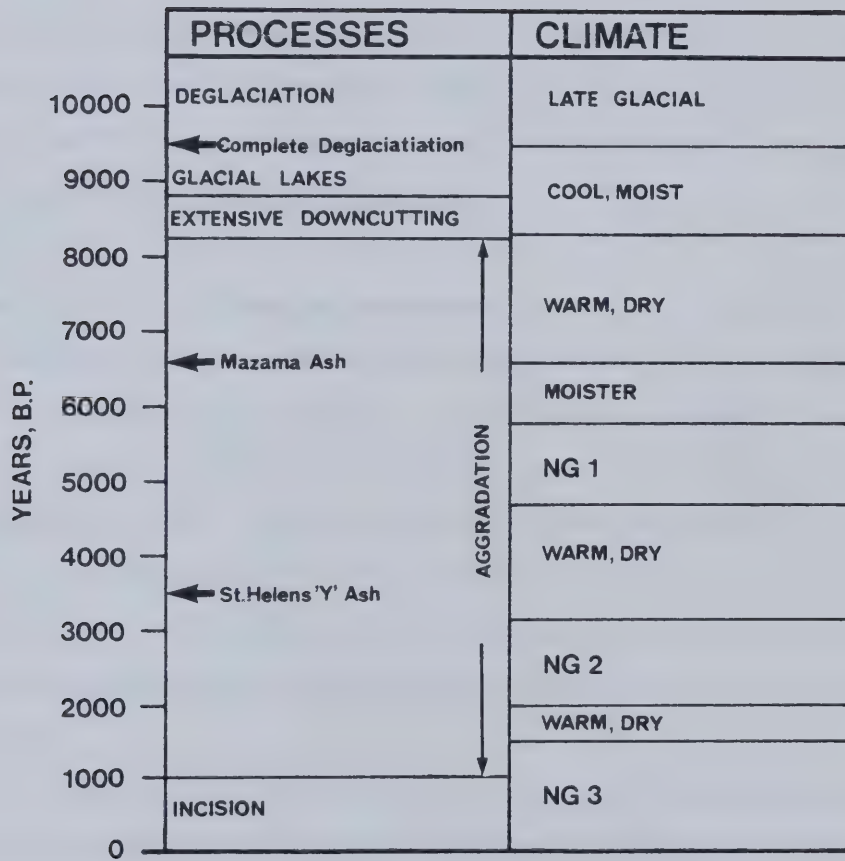 PROCESSES CLIMATE
10000 DEGLACIATION LATE GLACIAL
Complete Deglaciatiation
9000 GLACIAL LAKES COOL, MOIST
EXTENSIVE DOWNCUTTING
8000
WARM, DRY
7000
Mazama Ash
MOISTER
6000
NG 1
5000
WARM, DRY
4000
St.Helens 'Y' Ash
3000
NG 2
2000
WARM, DRY
1000
NG 3
INCISION
0
YEARS, B.P.
AGGRADATION